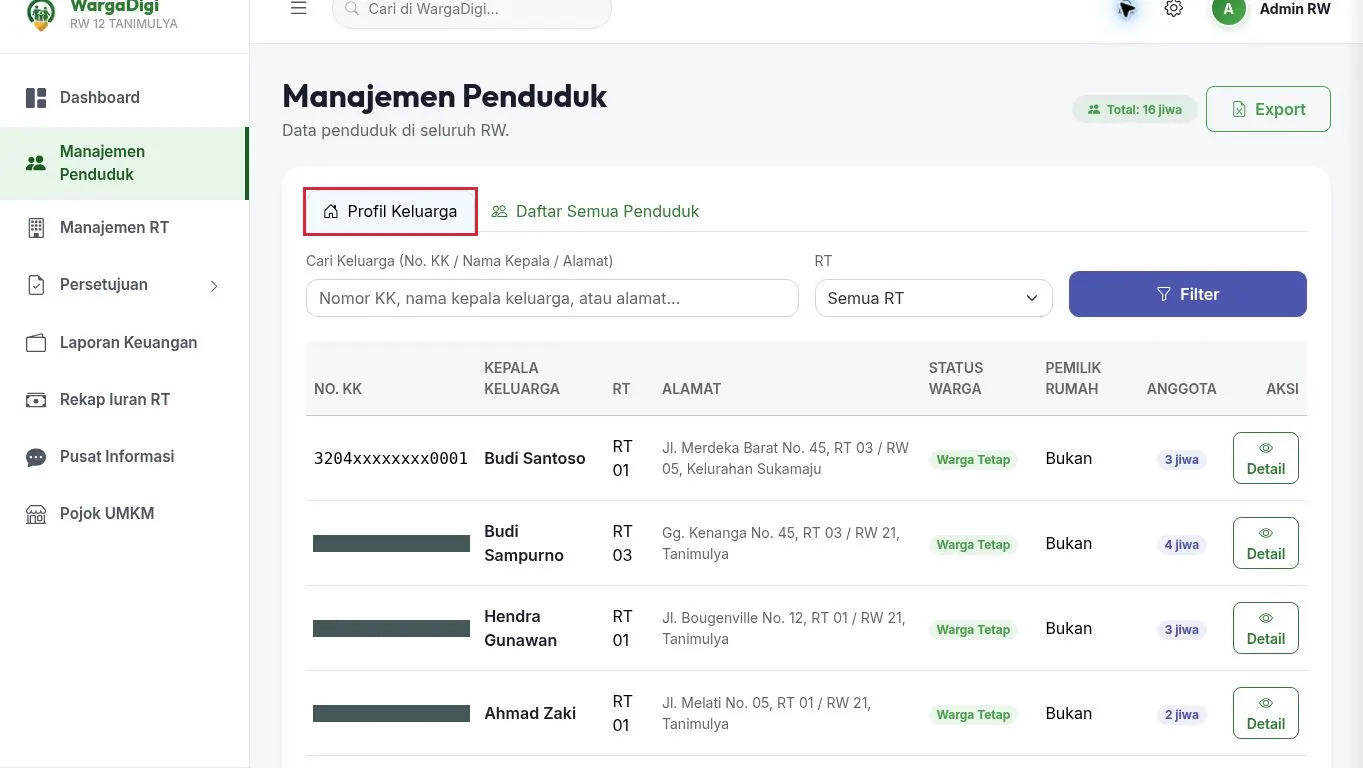 WargaDigi
RW 12 TANIMULYA
Cari di WargaDigi...
A
Admin RW
Dashboard
Manajemen
Penduduk
Manajemen RT
Persetujuan
Laporan Keuangan
Rekap Iuran RT
Pusat Informasi
Pojok UMKM
Manajemen Penduduk
Data penduduk di seluruh RW.
Total: 16 jiwa
Export
Profil Keluarga
Daftar Semua Penduduk
Cari Keluarga (No. KK / Nama Kepala / Alamat)
RT
Nomor KK, nama kepala keluarga, atau alamat...
Semua RT
Filter
NO. KK
KEPALA
KELUARGA
RT
ALAMAT
STATUS
WARGA
PEMILIK
RUMAH
ANGGOTA
AKSI
3204xxxxxxxx0001
Budi Santoso
RT
01
Jl. Merdeka Barat No. 45, RT 03 / RW
05, Kelurahan Sukamaju
Warga Tetap
Bukan
3 jiwa
Detail
Budi
Sampurno
RT
03
Gg. Kenanga No. 45, RT 03 / RW 21,
Tanimulya
Warga Tetap
Bukan
4 jiwa
Detail
Hendra
Gunawan
RT
01
Jl. Bougenville No. 12, RT 01 / RW 21,
Tanimulya
Warga Tetap
Bukan
3 jiwa
Detail
Ahmad Zaki
RT
01
Jl. Melati No. 05, RT 01 / RW 21,
Tanimulya
Warga Tetap
Bukan
2 jiwa
Detail